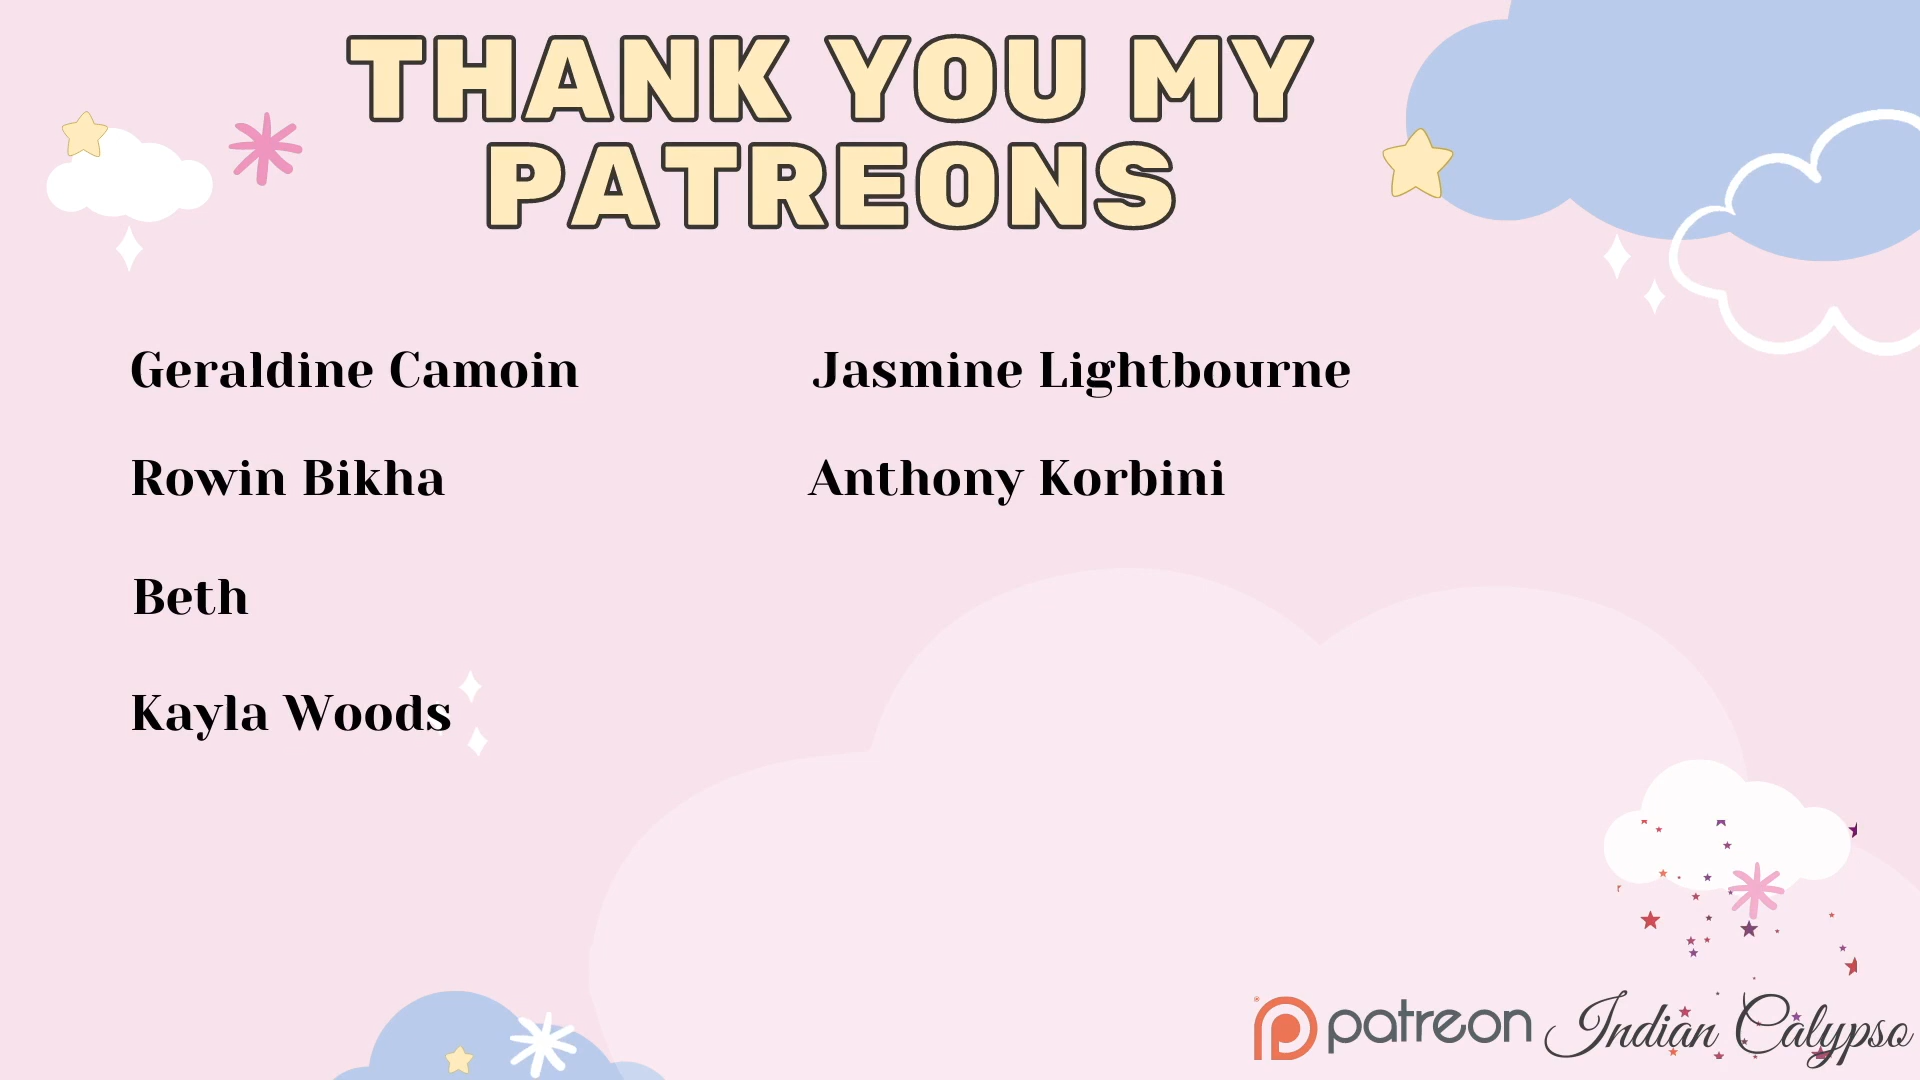 THANK YOU MY
PATREONS
Geraldine Camoin
Jasmine Lightbourne
Rowin Bikha
Anthony Korbini
Beth
Kayla Woods
patreon
Indian Calypso